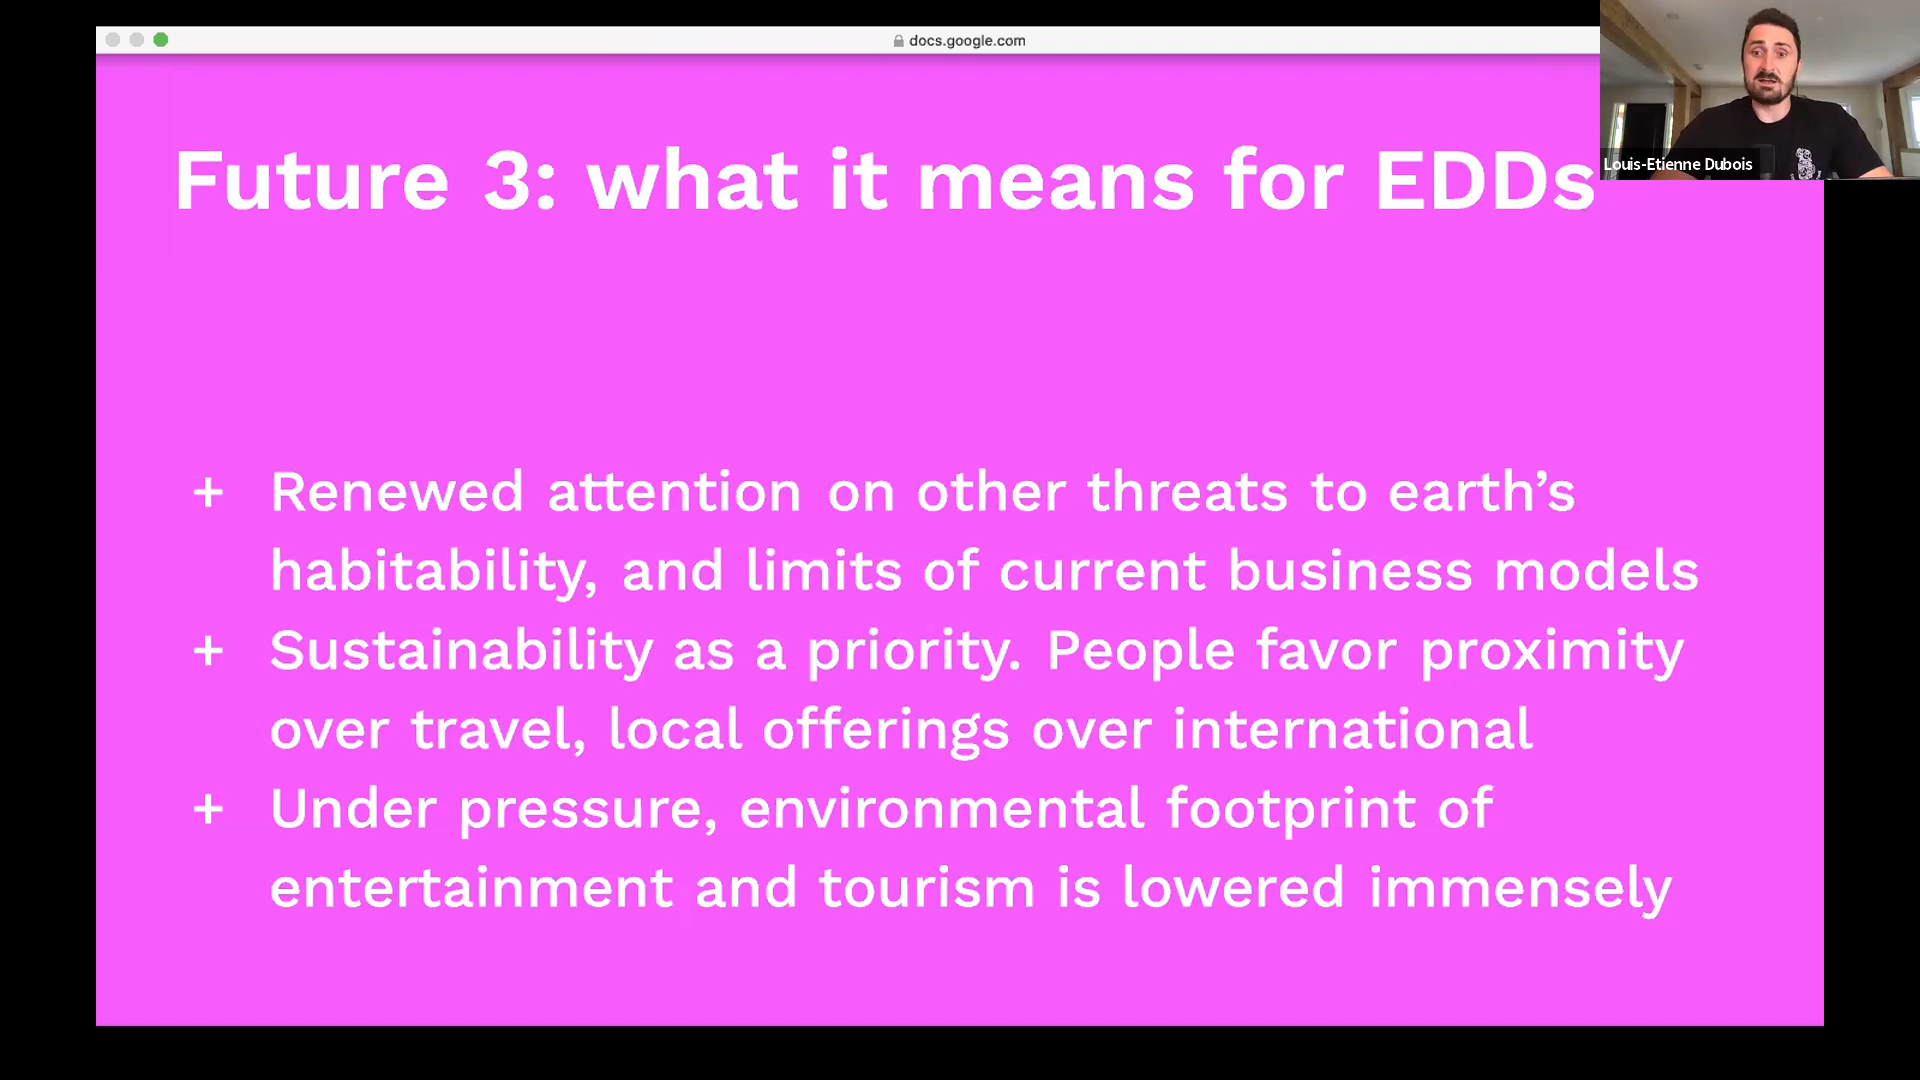 docs.google.com
Louis-Etienne Dubois
Future 3: what it means for EDDs
+ Renewed attention on other threats to earth’s
habitability, and limits of current business models
+ Sustainability as a priority. People favor proximity
over travel, local offerings over international
+ Under pressure, environmental footprint of
entertainment and tourism is lowered immensely